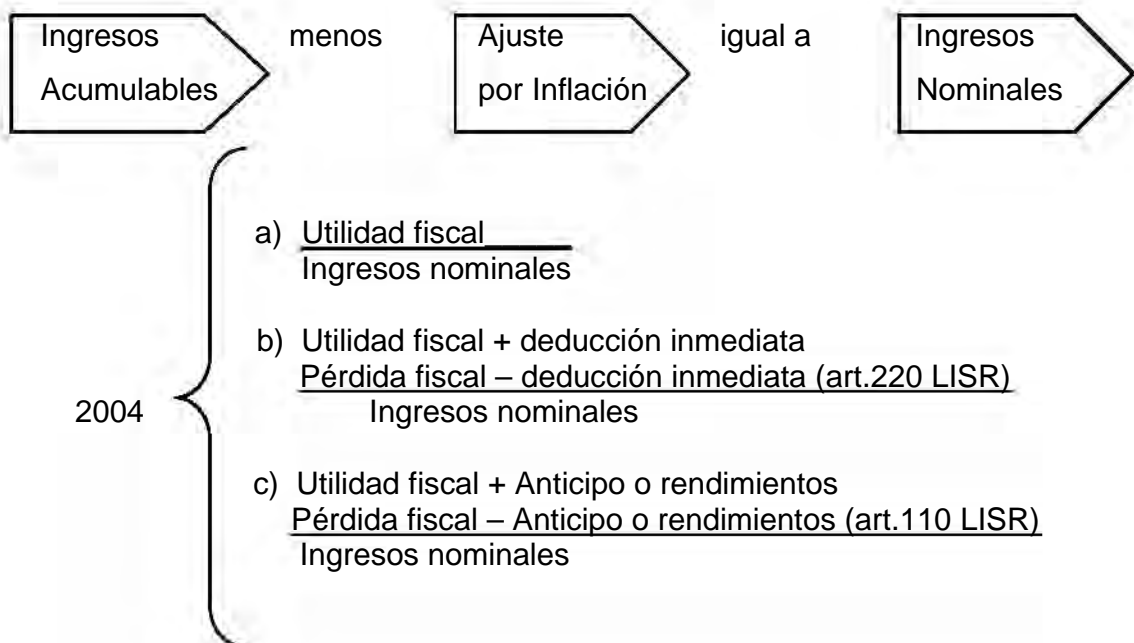 Ingresos Acumulables menos Ajuste por Inflación igual a Ingresos Nominales
a) Utilidad fiscal
Ingresos nominales
b) Utilidad fiscal + deducción inmediata
Pérdida fiscal – deducción inmediata (art.220 LISR)
2004
Ingresos nominales
c) Utilidad fiscal + Anticipo o rendimientos
Pérdida fiscal – Anticipo o rendimientos (art.110 LISR)
Ingresos nominales